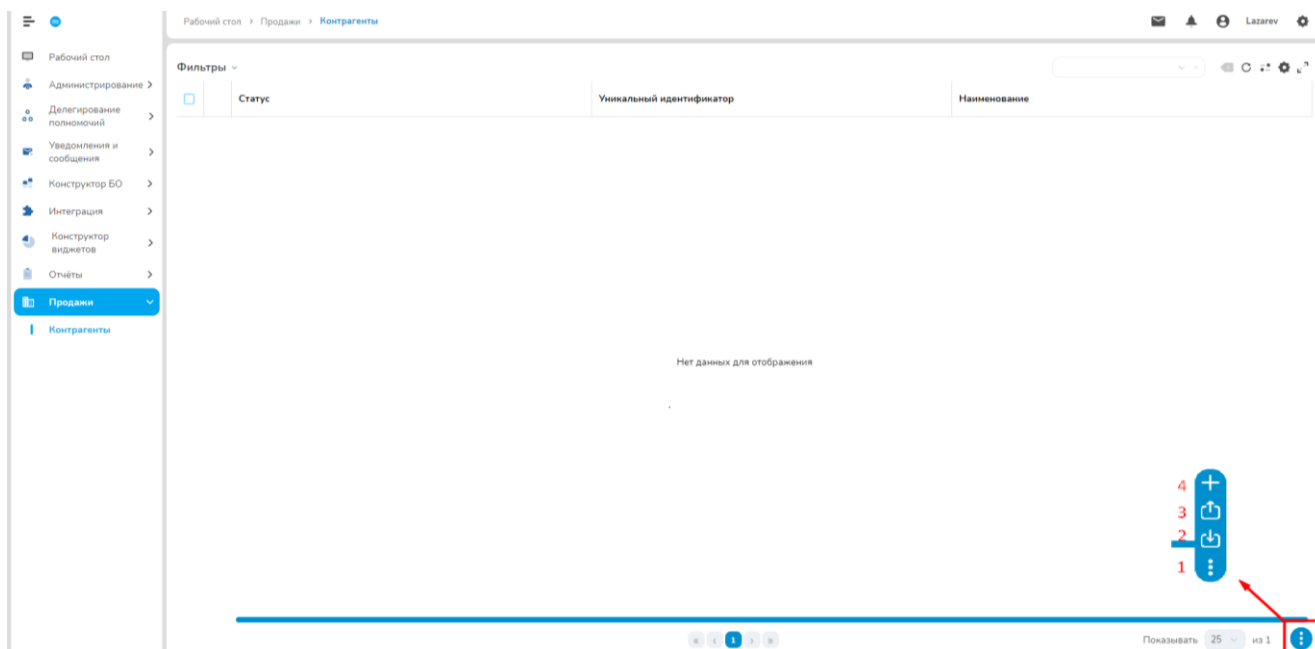 Рабочий стол > Продажи > Контрагенты
Lazarev
Рабочий стол
Администрирование
Делегирование
полномочий
Уведомления и
сообщения
Конструктор БО
Интеграция
Конструктор
виджетов
Отчёты
Продажи
Контрагенты
Фильтры
Статус
Уникальный идентификатор
Наименование
Нет данных для отображения
4
3
2
1
« ‹ 1 › »
Показывать 25 из 1